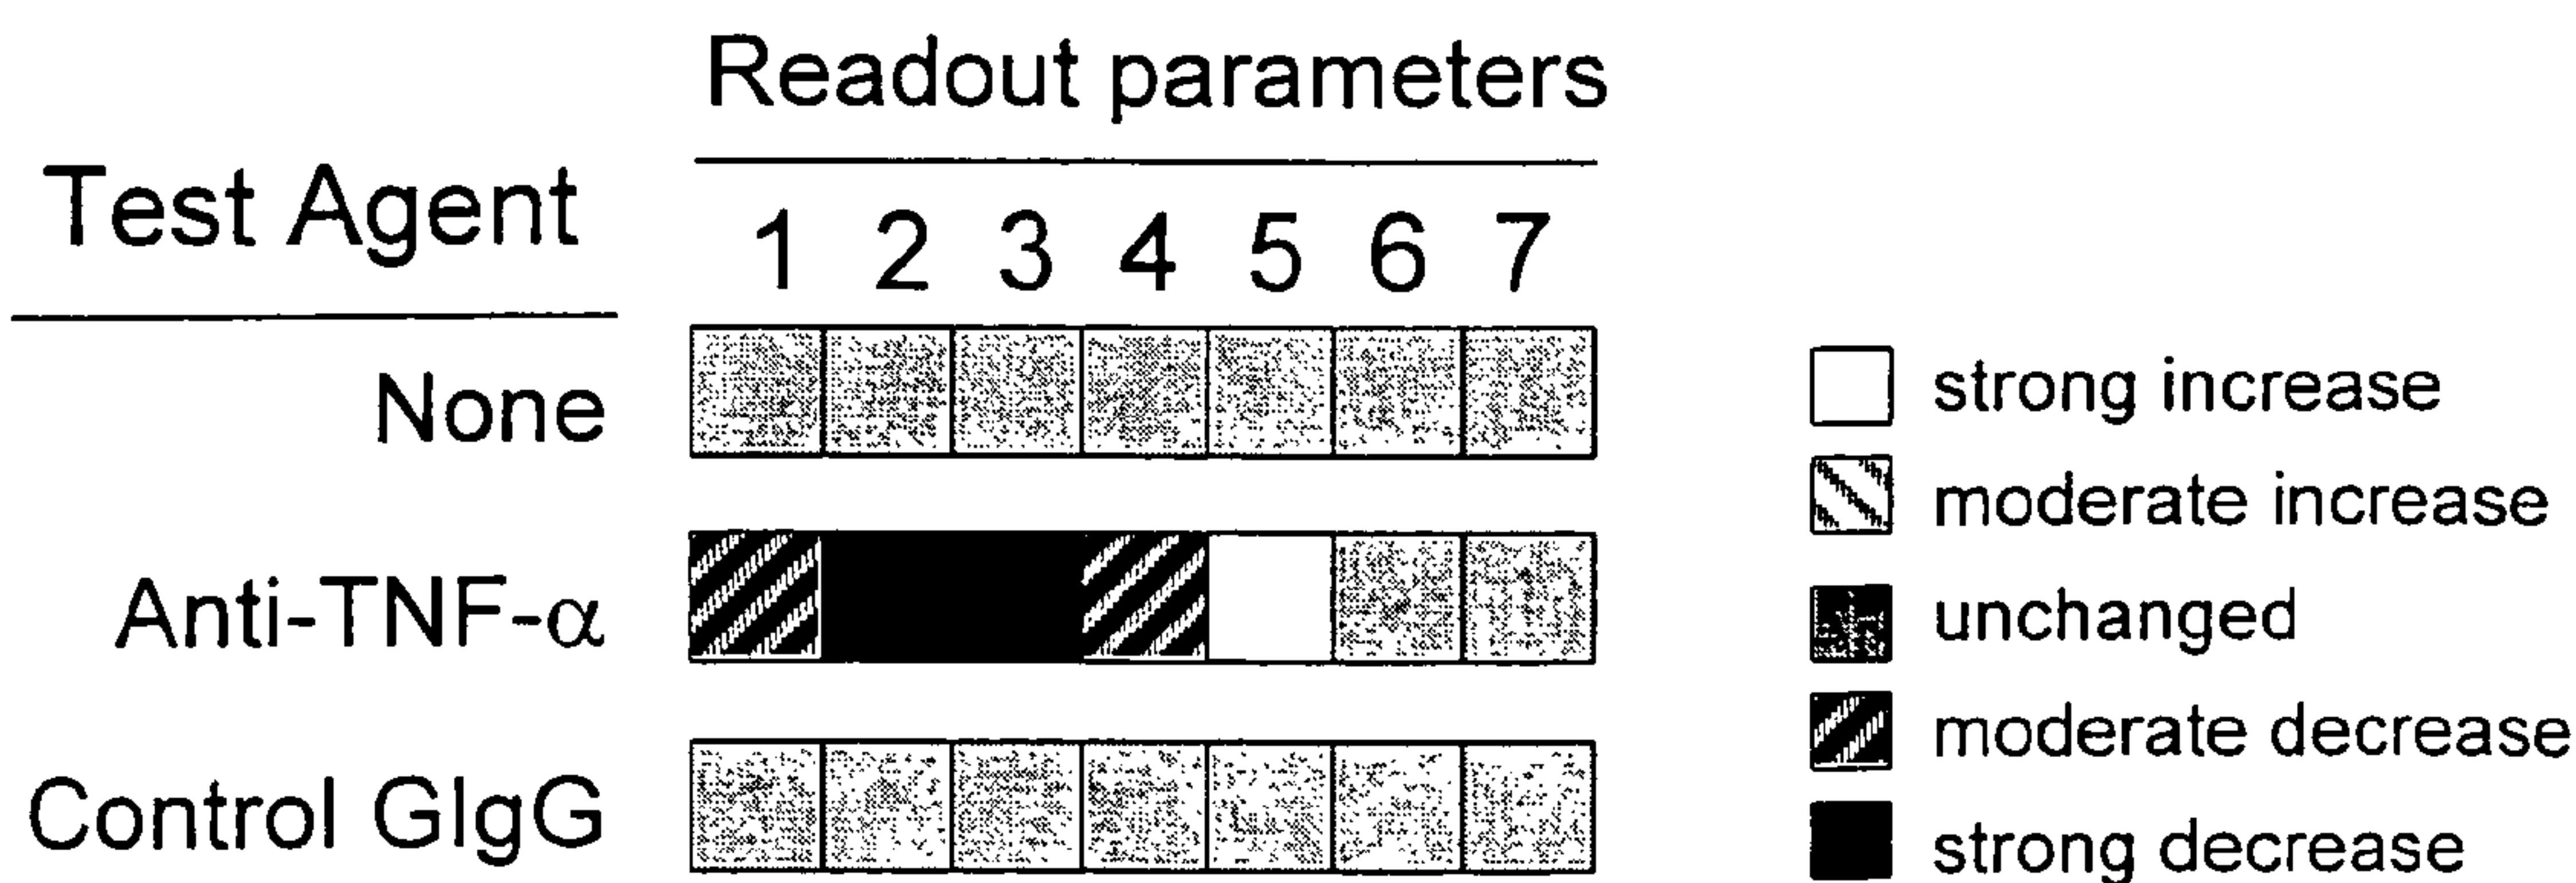 Readout parameters
Test Agent
1 2 3 4 5 6 7
None
Anti-TNF-α
Control GIgG
strong increase
moderate increase
unchanged
moderate decrease
strong decrease